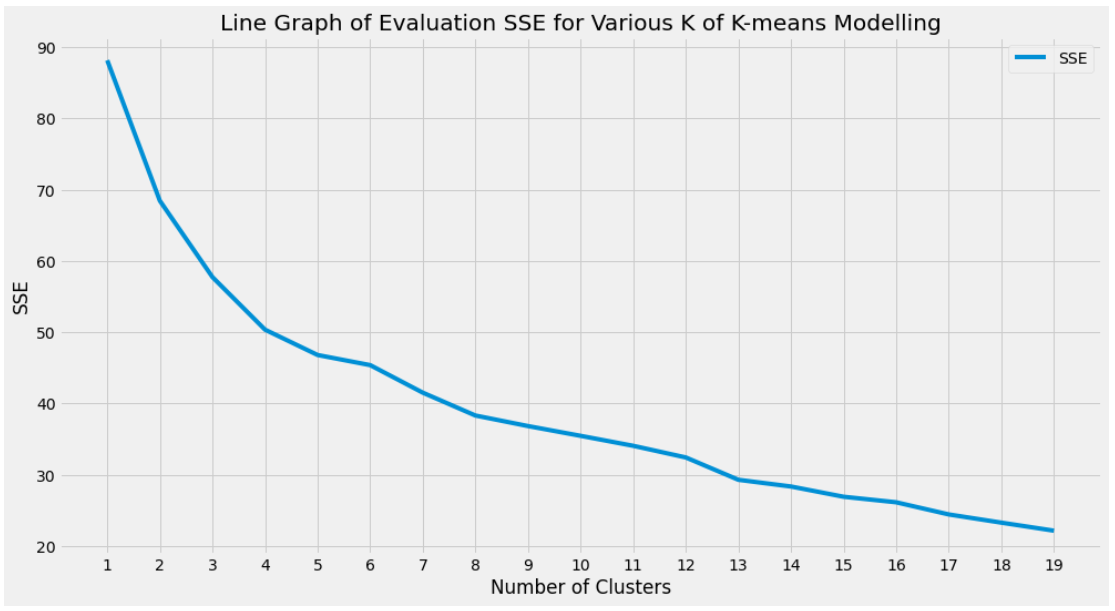 Line Graph of Evaluation SSE for Various K of K-means Modelling
SSE
90
80
70
60
50
40
30
20
SSE
1 2 3 4 5 6 7 8 9 10 11 12 13 14 15 16 17 18 19
Number of Clusters